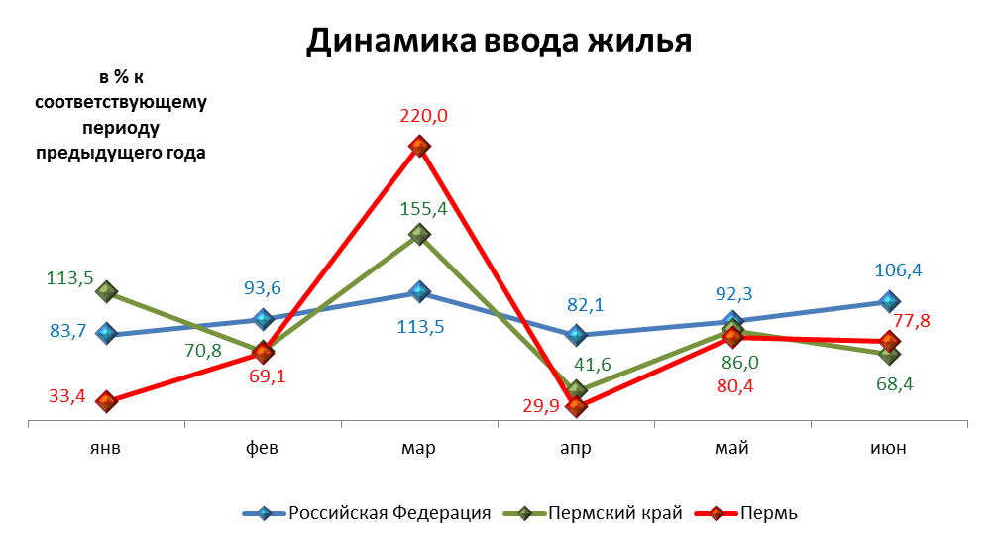 Динамика ввода жилья
в % к
соответствующему
периоду
предыдущего года
220,0
155,4
113,5
113,5
83,7
33,4
93,6
70,8
69,1
82,1
41,6
29,9
92,3
86,0
80,4
106,4
77,8
68,4
янв фев мар апр май июн
Российская Федерация Пермский край Пермь